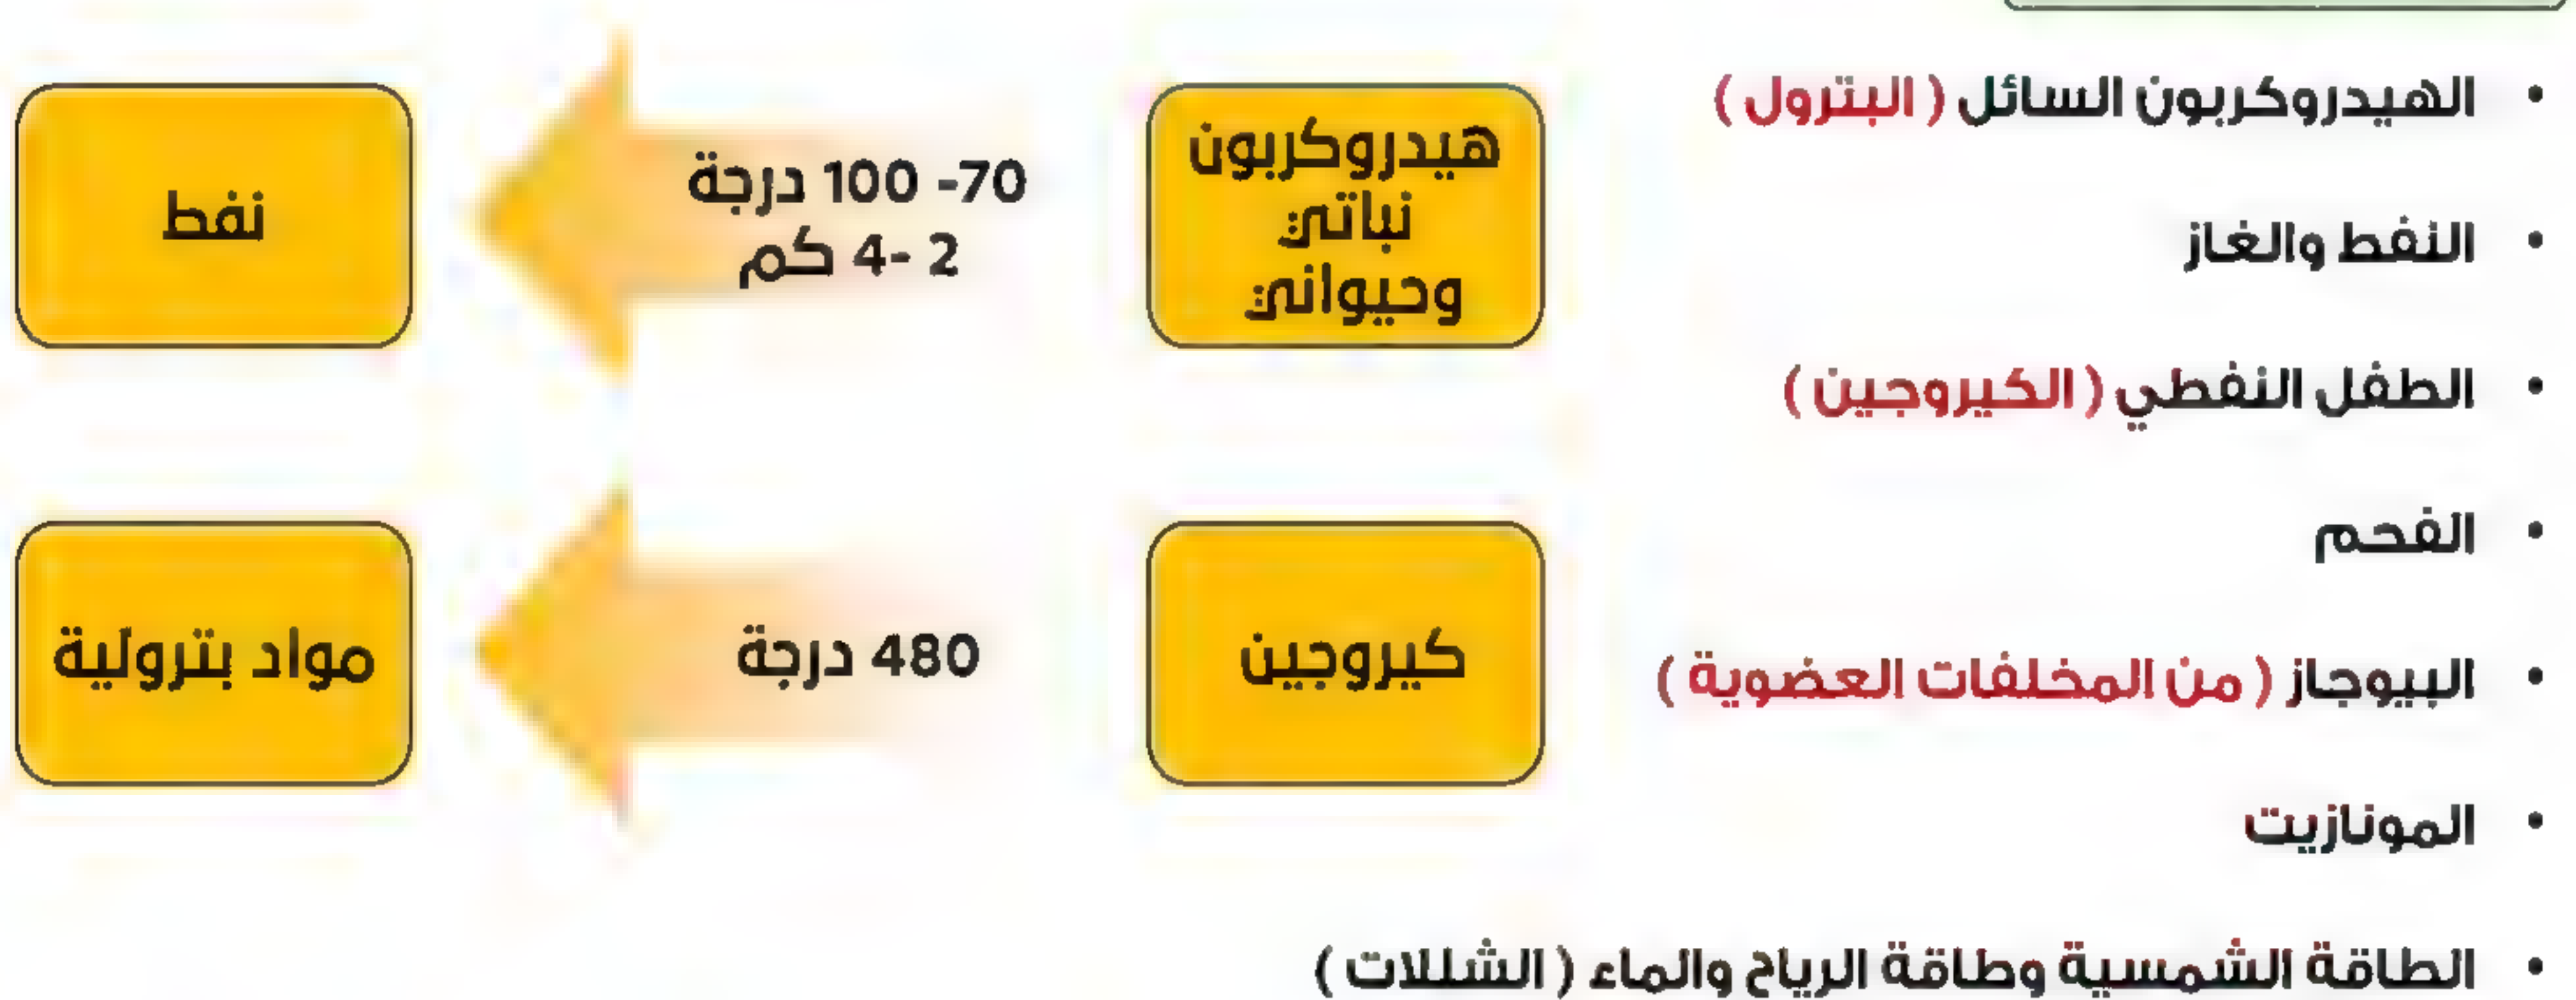 • الهيدروكربون السائل ( البترول )
• النفط والغاز
• الطفل النفطي ( الكيروجين )
• الفحم
• البيوجاز ( من المخلفات العضوية )
• المونازيت
• الطاقة الشمسية وطاقة الرياح والماء ( الشللات )
هيدروكربون
نباتي
وحيواني
70- 100 درجة
2 -4 كم
نفط
كيروجين
480 درجة
مواد بترولية